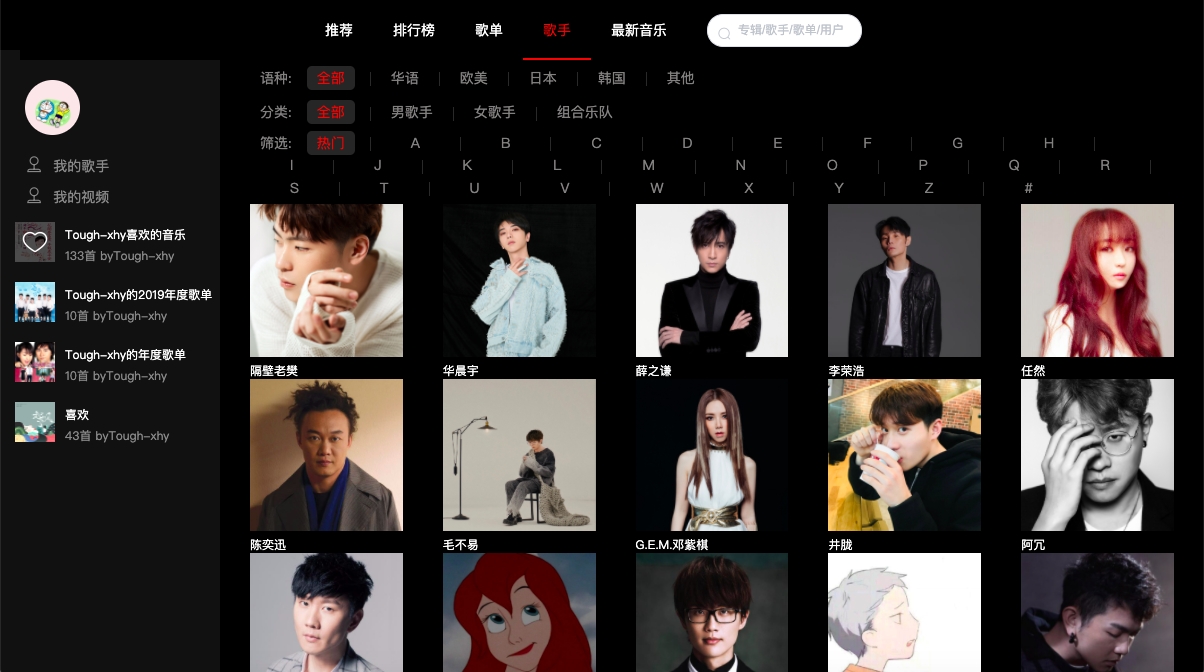 推荐 排行榜 歌单 歌手 最新音乐 专辑/歌手/歌单/用户
语种: 全部 华语 欧美 日本 韩国 其他
分类: 全部 男歌手 女歌手 组合乐队
筛选: 热门 A B C D E F G H
I J K L M N O P Q R
S T U V W X Y Z #
我的歌手
我的视频
Tough-xhy喜欢的音乐
133首 byTough-xhy
Tough-xhy的2019年度歌单
10首 byTough-xhy
Tough-xhy的年度歌单
10首 byTough-xhy
喜欢
43首 byTough-xhy
隔壁老樊 华晨宇 薛之谦 李荣浩 任然
陈奕迅 毛不易 G.E.M.邓紫棋 井胧 阿冗